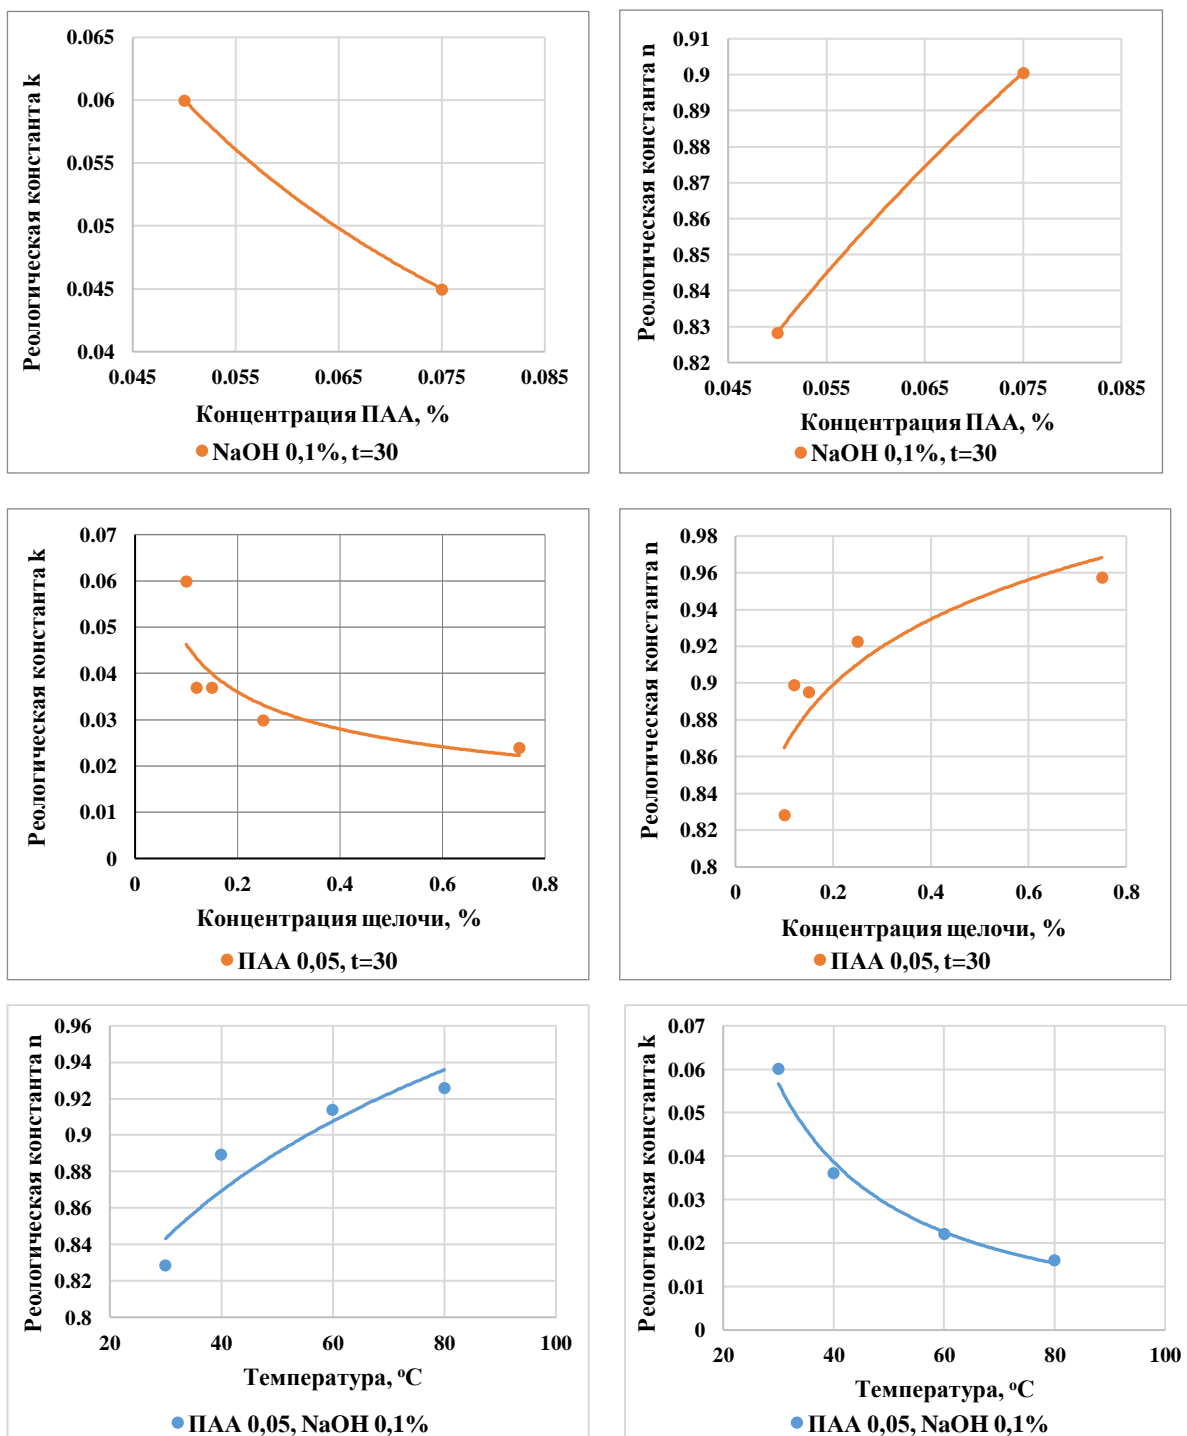 Реологическая константа k
0.065
0.06
0.055
0.05
0.045
0.04
0.045 0.055 0.065 0.075 0.085
Концентрация ПАА, %
NaOH 0,1%, t=30
Реологическая константа n
0.91
0.9
0.89
0.88
0.87
0.86
0.85
0.84
0.83
0.82
0.045 0.055 0.065 0.075 0.085
Концентрация ПАА, %
NaOH 0,1%, t=30
Реологическая константа k
0.07
0.06
0.05
0.04
0.03
0.02
0.01
0
0 0.2 0.4 0.6 0.8
Концентрация щелочи, %
ПАА 0,05, t=30
Реологическая константа n
0.98
0.96
0.94
0.92
0.9
0.88
0.86
0.84
0.82
0.8
0 0.2 0.4 0.6 0.8
Концентрация щелочи, %
ПАА 0,05, t=30
Реологическая константа n
0.96
0.94
0.92
0.9
0.88
0.86
0.84
0.82
0.8
20 40 60 80 100
Температура, ºС
ПАА 0,05, NaOH 0,1%
Реологическая константа k
0.07
0.06
0.05
0.04
0.03
0.02
0.01
0
20 40 60 80 100
Температура, ºС
ПАА 0,05, NaOH 0,1%